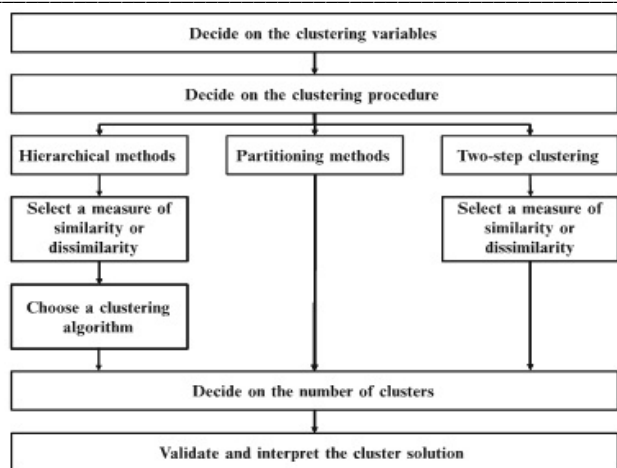 Decide on the clustering variables
Decide on the clustering procedure
Hierarchical methods
Partitioning methods
Two-step clustering
Select a measure of
similarity or
dissimilarity
Select a measure of
similarity or
dissimilarity
Choose a clustering
algorithm
Decide on the number of clusters
Validate and interpret the cluster solution